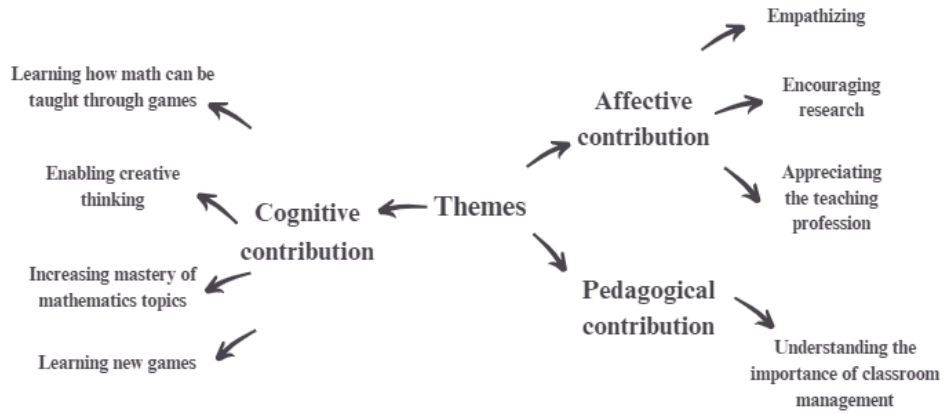 Empathizing
Learning how math can be
taught through games
Affective
contribution
Encouraging
research
Enabling creative
thinking
Appreciating
the teaching
profession
Cognitive
contribution
Themes
Increasing mastery of
mathematics topics
Pedagogical
contribution
Learning new games
Understanding the
importance of classroom
management